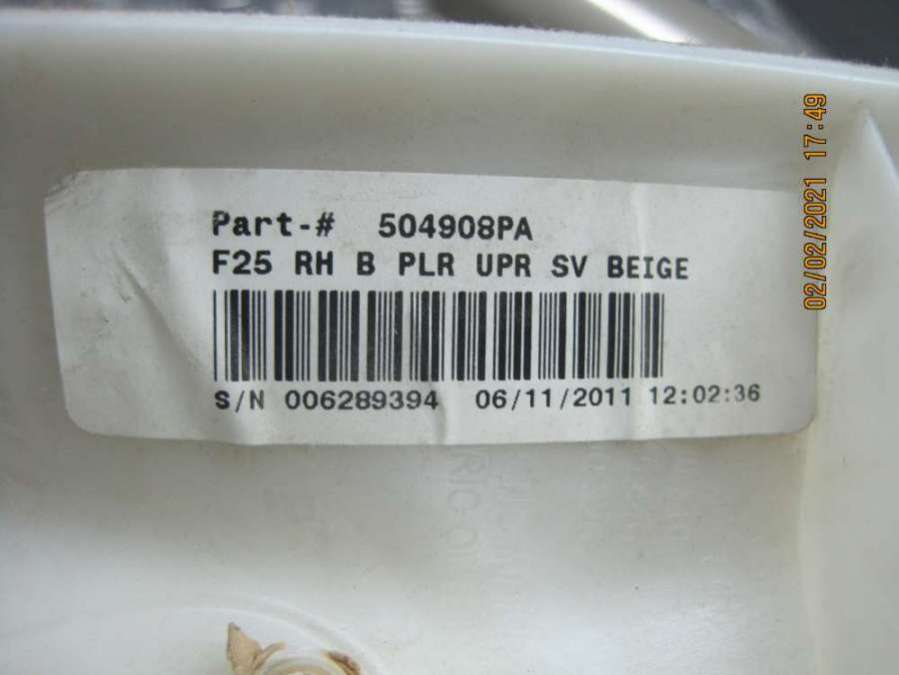 Part-# 504908PA
F25 RH B PLR UPR SV BEIGE
S/N 006289394 06/11/2011 12:02:36
02/02/2021 17:49